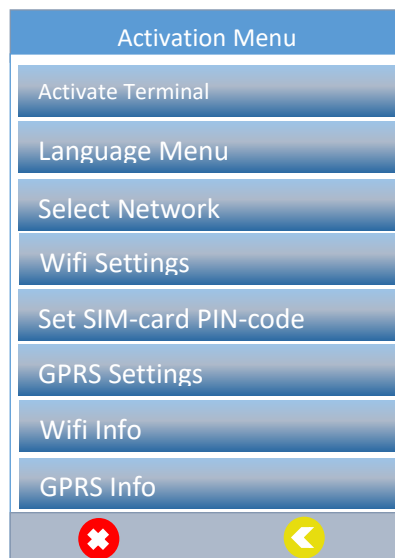 Activation Menu
Activate Terminal
Language Menu
Select Network
Wifi Settings
Set SIM-card PIN-code
GPRS Settings
Wifi Info
GPRS Info